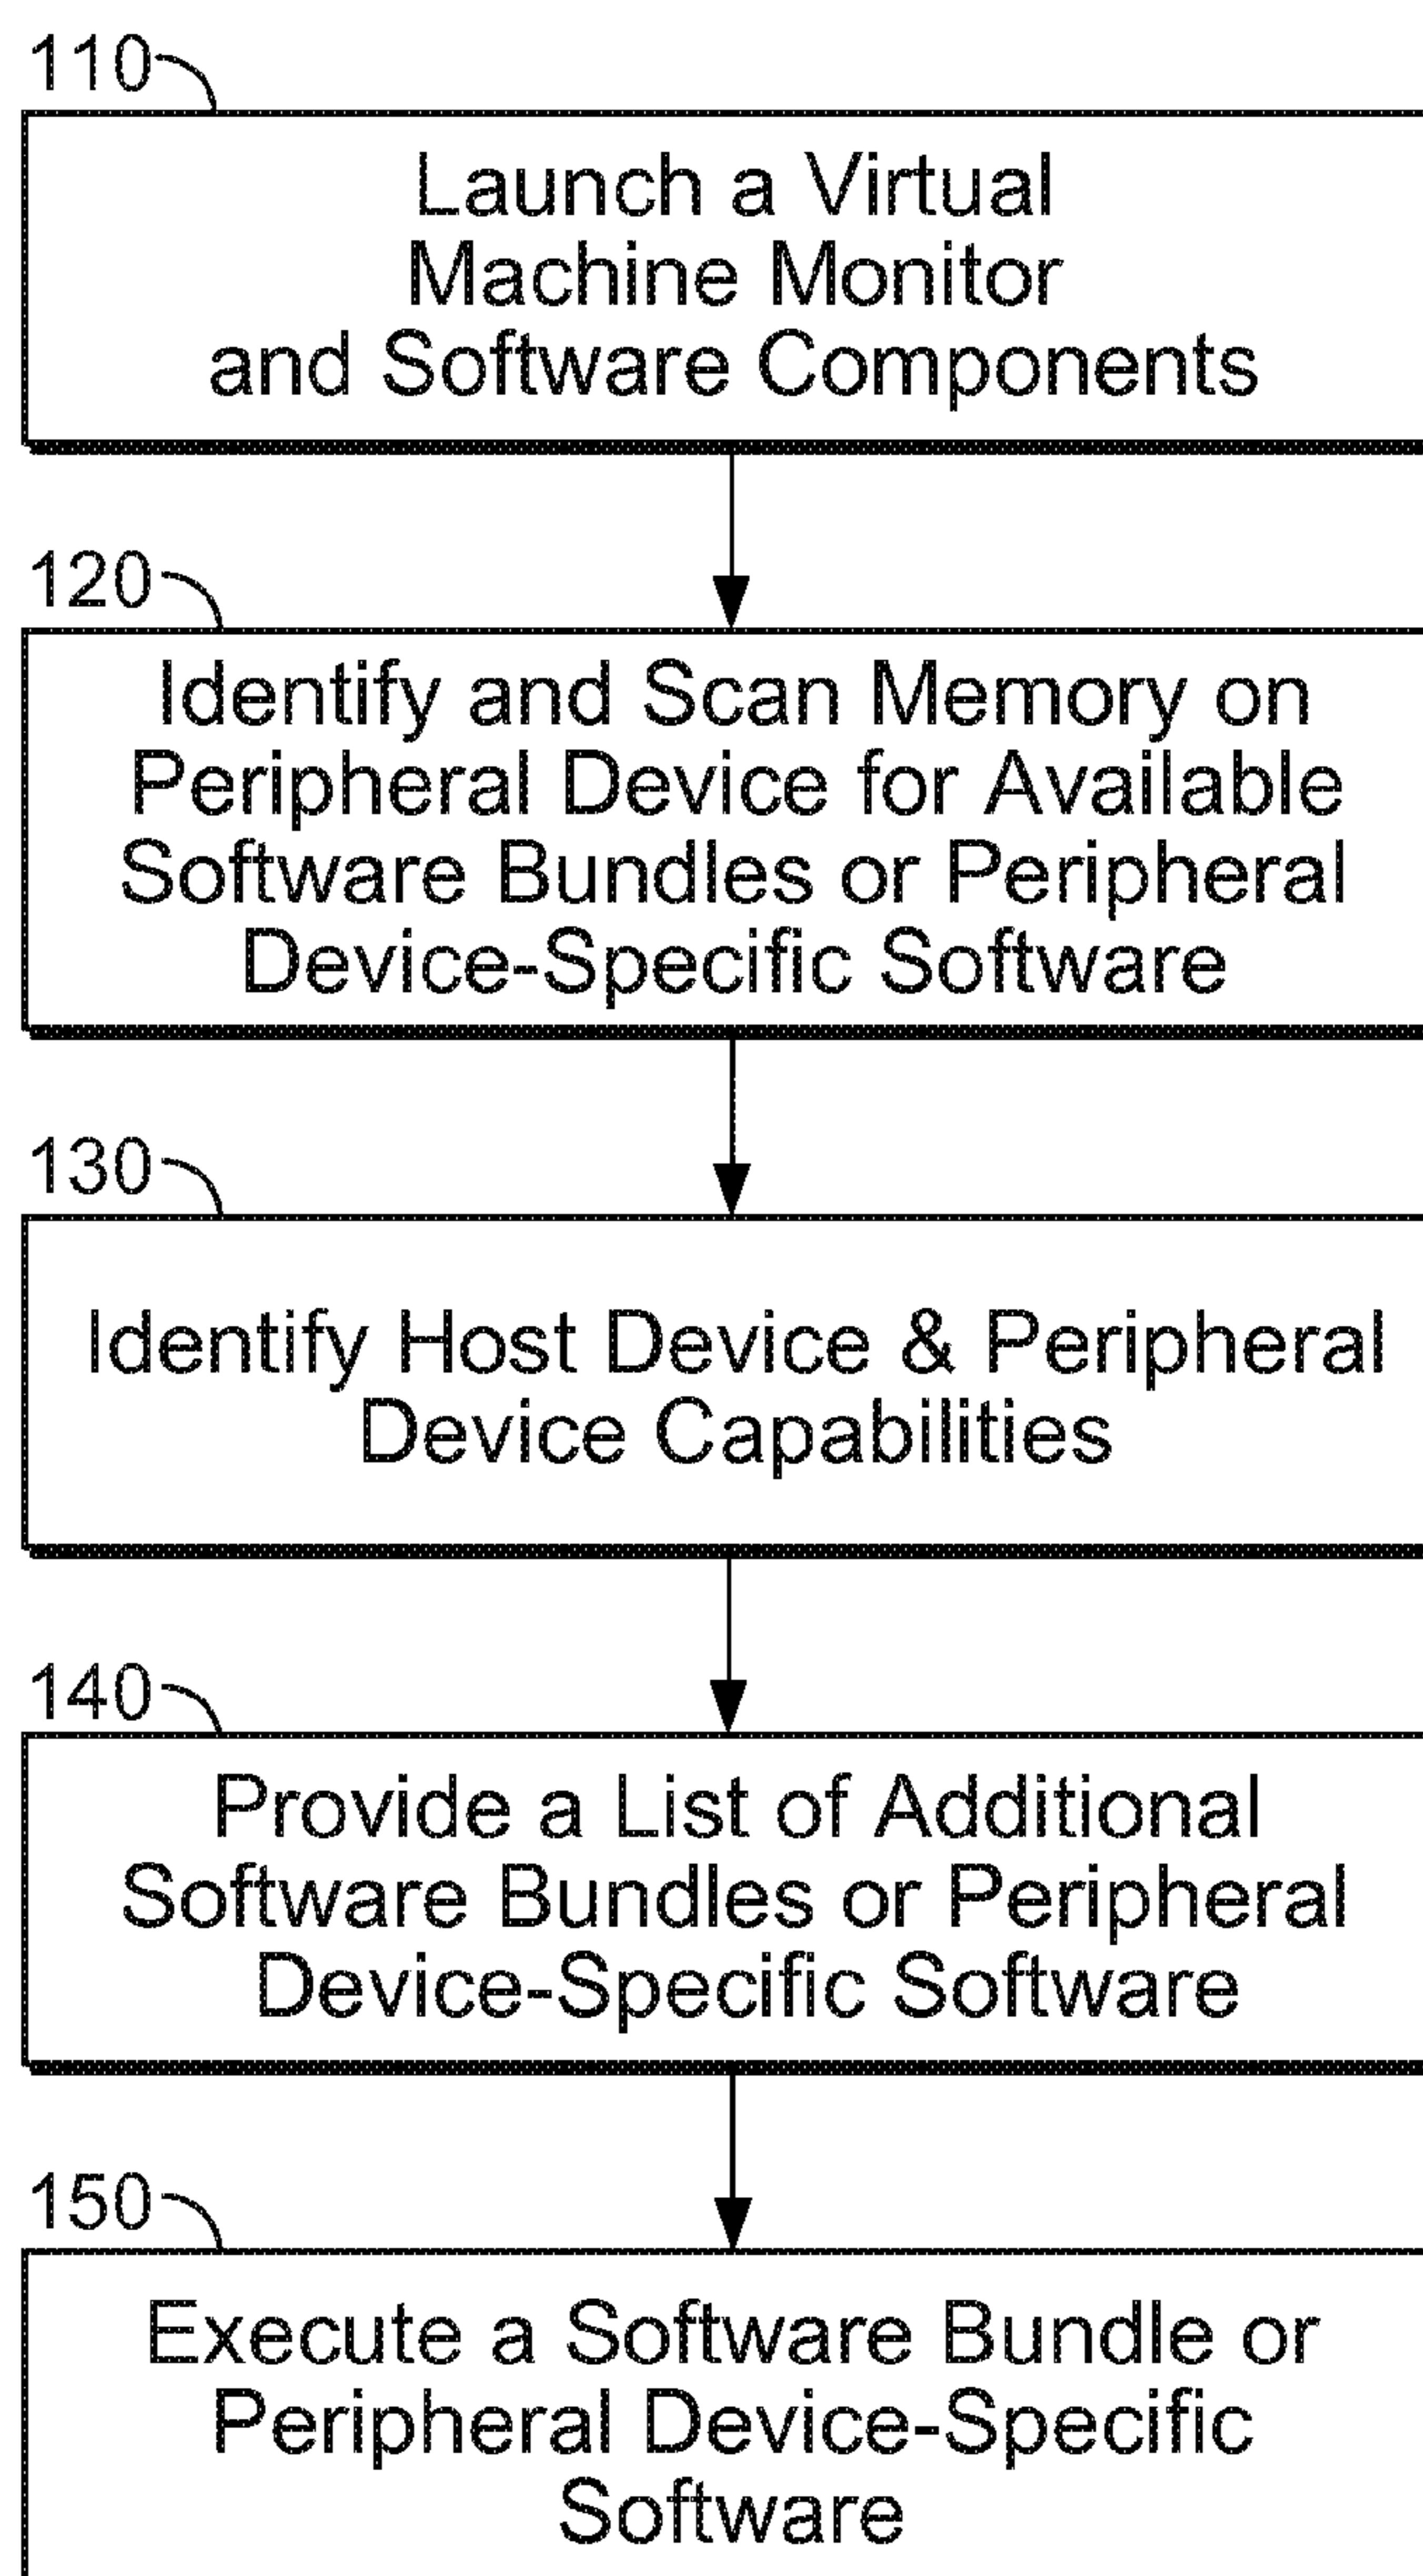 110
Launch a Virtual
Machine Monitor
and Software Components
120
Identify and Scan Memory on
Peripheral Device for Available
Software Bundles or Peripheral
Device-Specific Software
130
Identify Host Device & Peripheral
Device Capabilities
140
Provide a List of Additional
Software Bundles or Peripheral
Device-Specific Software
150
Execute a Software Bundle or
Peripheral Device-Specific
Software